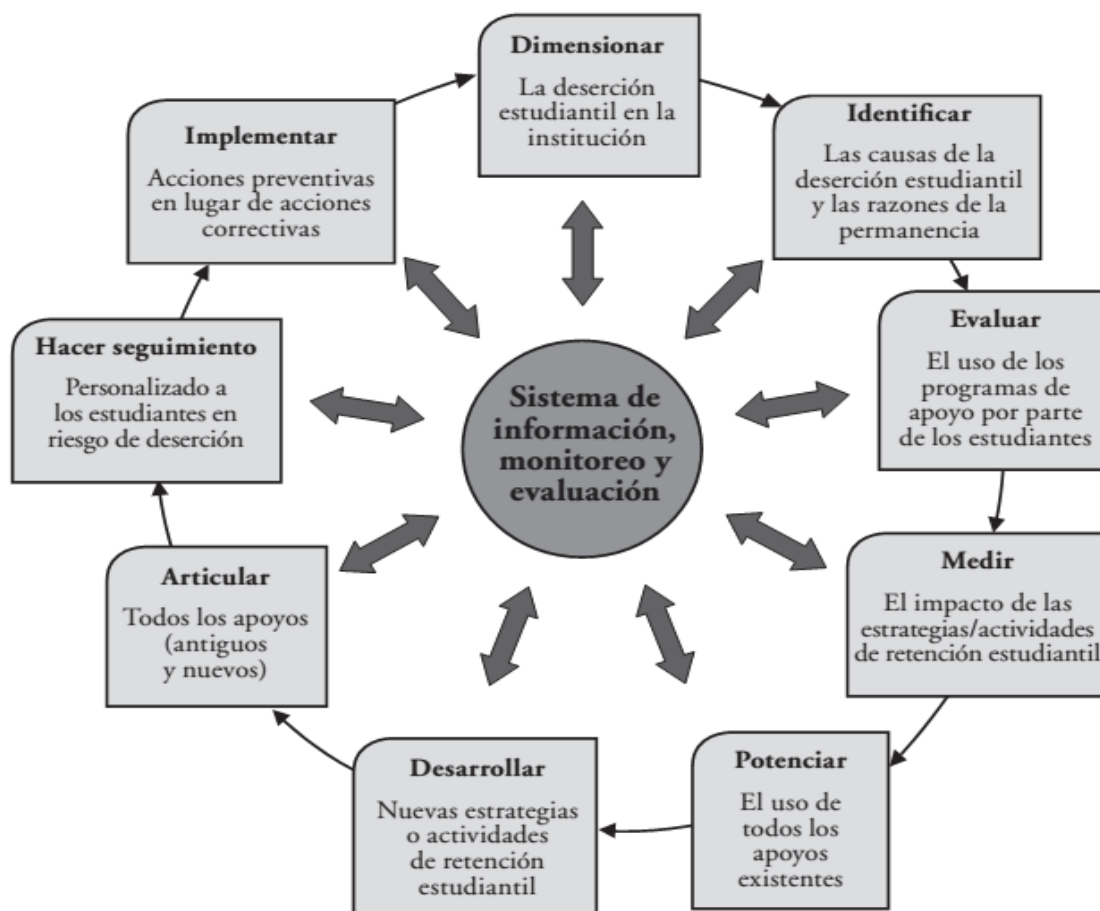 Dimensionar
La deserción
estudiantil en la
institución
Identificar
Las causas de la
deserción estudiantil
y las razones de la
permanencia
Evaluar
El uso de los
programas de
apoyo por parte
de los estudiantes
Medir
El impacto de las
estrategias/actividades
de retención estudiantil
Potenciar
El uso de
todos los
apoyos
existentes
Desarrollar
Nuevas estrategias
o actividades
de retención
estudiantil
Articular
Todos los apoyos
(antiguos
y nuevos)
Hacer seguimiento
Personalizado a
los estudiantes en
riesgo de deserción
Implementar
Acciones preventivas
en lugar de acciones
correctivas
Sistema de
información,
monitoreo y
evaluación